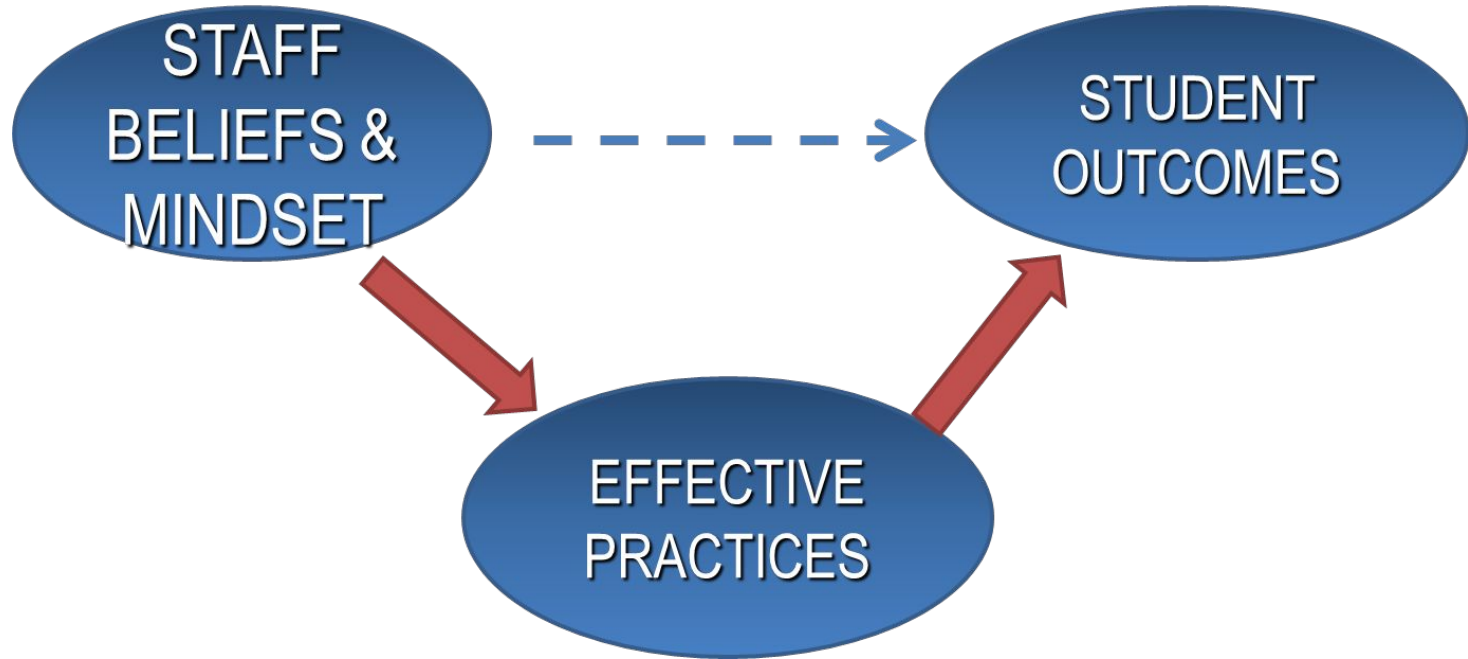 STAFF
BELIEFS &
MINDSET
STUDENT
OUTCOMES
EFFECTIVE
PRACTICES